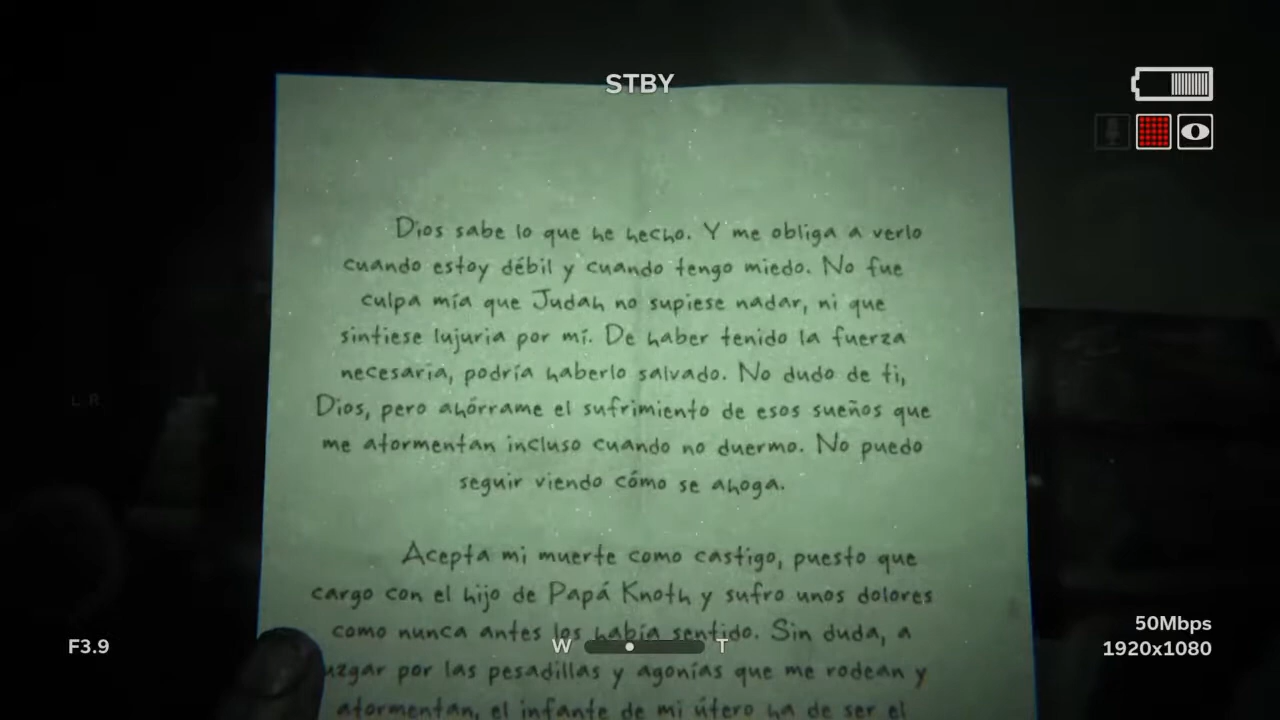 STBY
Dios sabe lo que he hecho. Y me obliga a verlo
cuando estoy débil y cuando tengo miedo. No fue
culpa mía que Judah no supiese nadar, ni que
sintiese lujuria por mí. De haber tenido la fuerza
necesaria, podría haberlo salvado. No dudo de ti,
Dios, pero ahórrame el sufrimiento de esos sueños que
me atormentan incluso cuando no duermo. No puedo
seguir viendo cómo se ahoga.
Acepta mi muerte como castigo, puesto que
cargo con el hijo de Papá Knoth y sufro unos dolores
como nunca antes los había sentido. Sin duda, a
uzgar por las pesadillas y agonías que me rodean y
atormentan, el infante de mi útero ha de ser el
L R
F3.9
W T
50Mbps
1920x1080